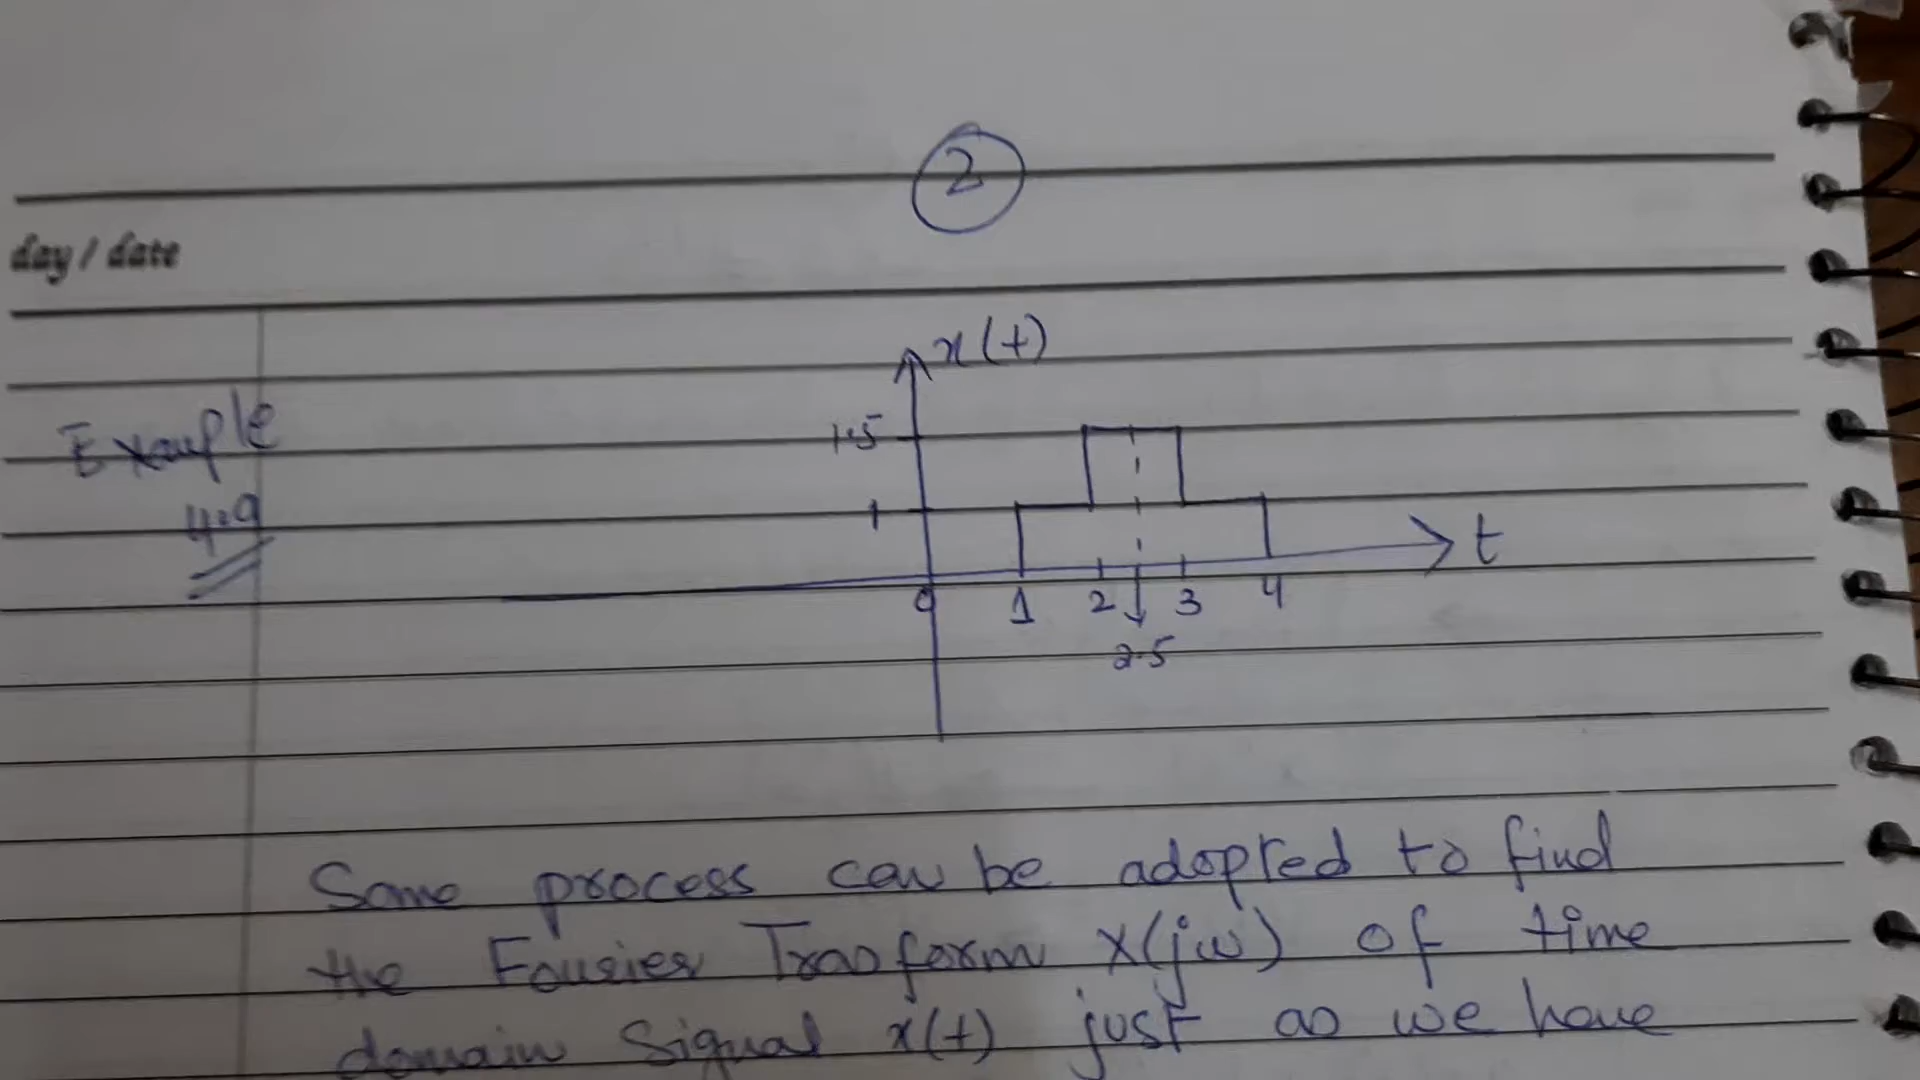 2
day / date
x(t)
Example
4.9
1.5
1
t
0 1 2 3 4
2.5
Same process can be adopted to find
the Fourier Transform X(jw) of time
domain Signal x(t) just as we have